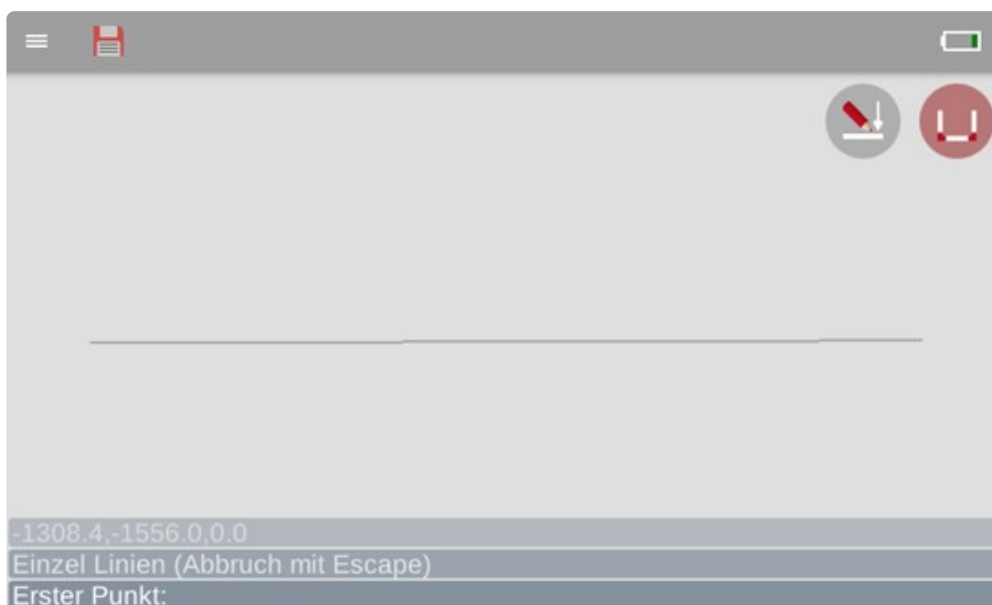 -1308.4,-1556.0,0.0
Einzel Linien (Abbruch mit Escape)
Erster Punkt: